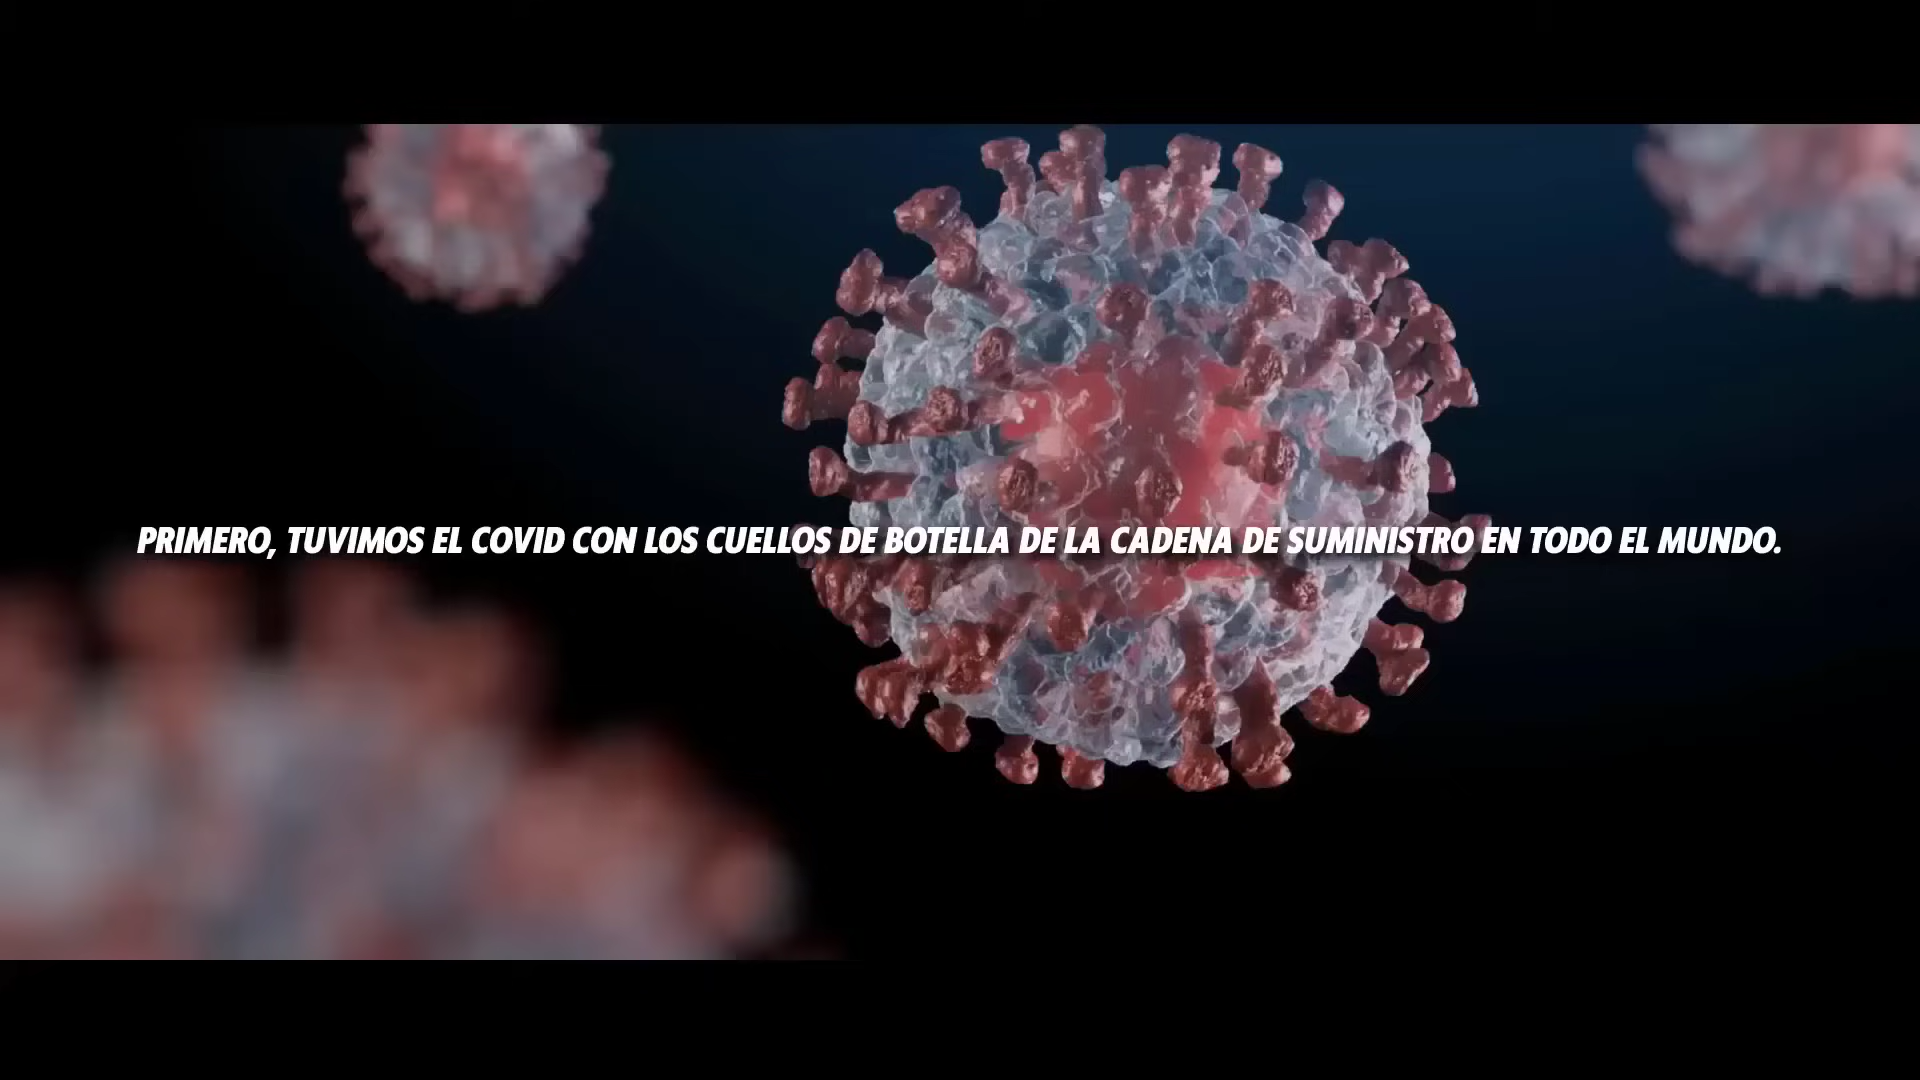 PRIMERO, TUVIMOS EL COVID CON LOS CUELLOS DE BOTELLA DE LA CADENA DE SUMINISTRO EN TODO EL MUNDO.